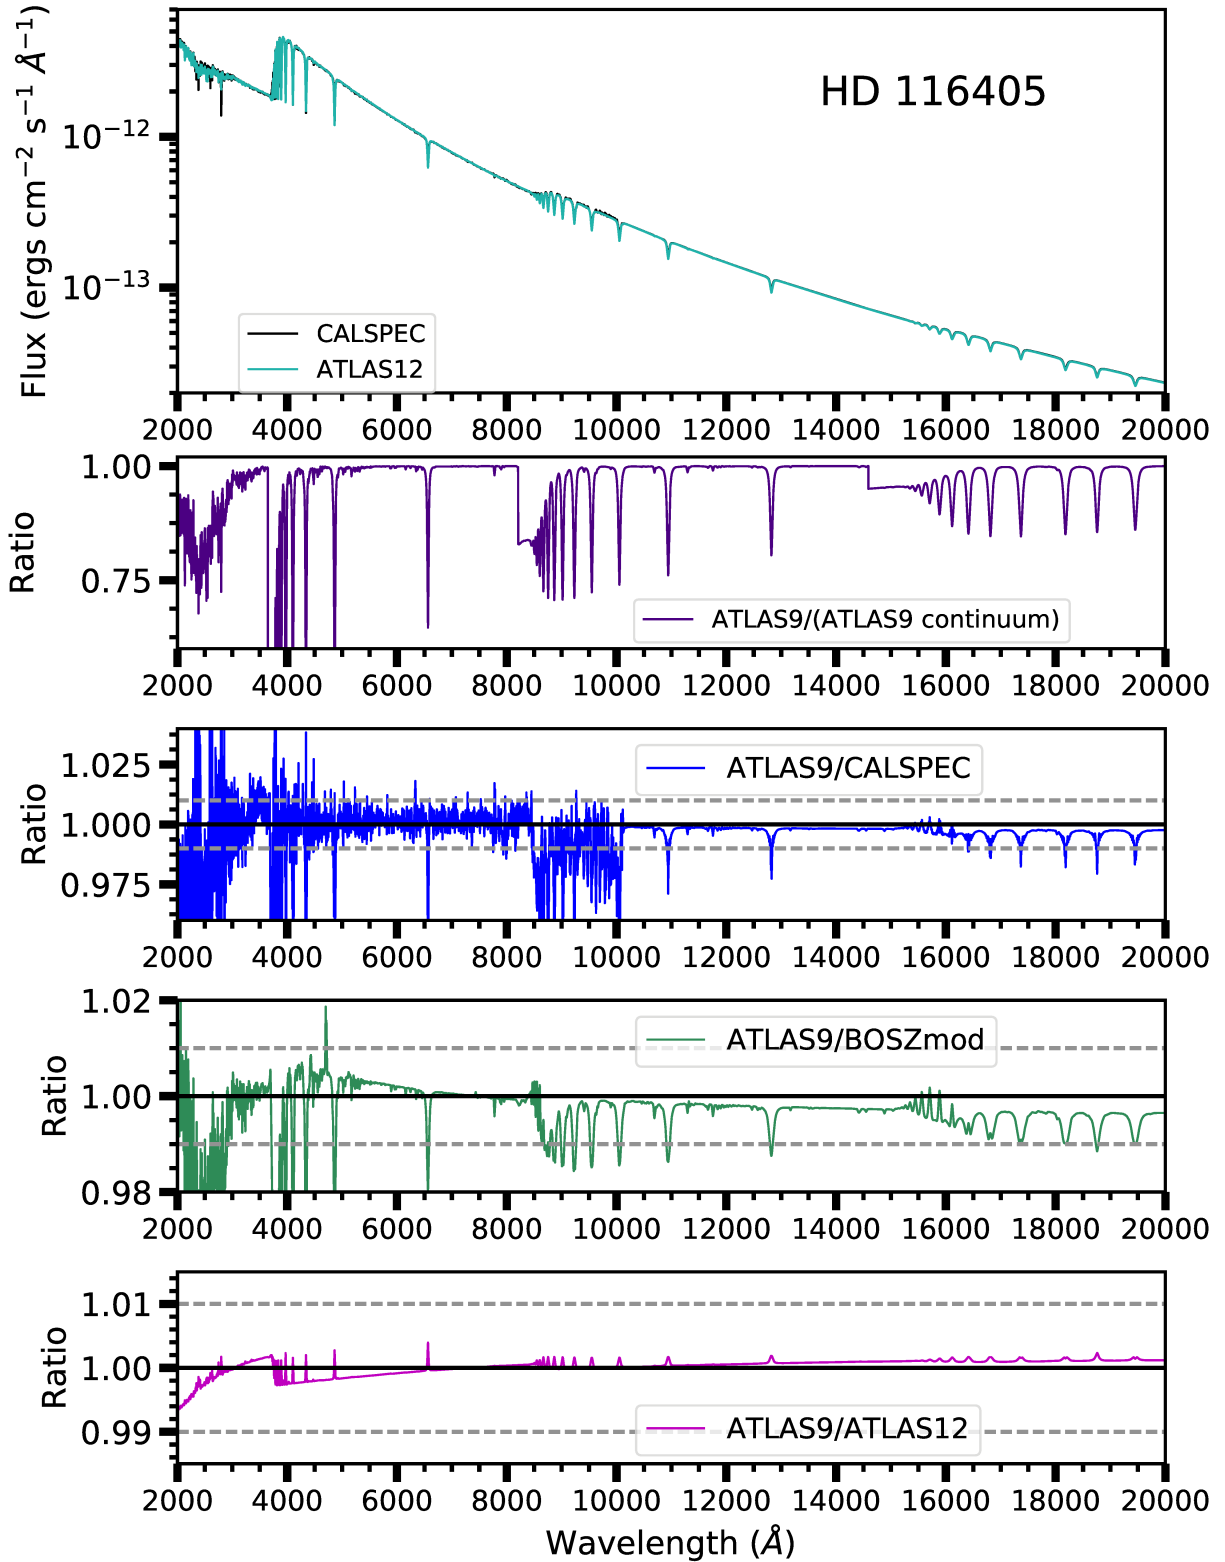 HD 116405
Flux (ergs cm⁻² s⁻¹ Å⁻¹)
10⁻¹²
10⁻¹³
CALSPEC
ATLAS12
2000 4000 6000 8000 10000 12000 14000 16000 18000 20000
Ratio
1.00
0.75
ATLAS9/(ATLAS9 continuum)
2000 4000 6000 8000 10000 12000 14000 16000 18000 20000
Ratio
1.025
1.000
0.975
ATLAS9/CALSPEC
2000 4000 6000 8000 10000 12000 14000 16000 18000 20000
Ratio
1.02
1.00
0.98
ATLAS9/BOSZmod
2000 4000 6000 8000 10000 12000 14000 16000 18000 20000
Ratio
1.01
1.00
0.99
ATLAS9/ATLAS12
2000 4000 6000 8000 10000 12000 14000 16000 18000 20000
Wavelength (Å)